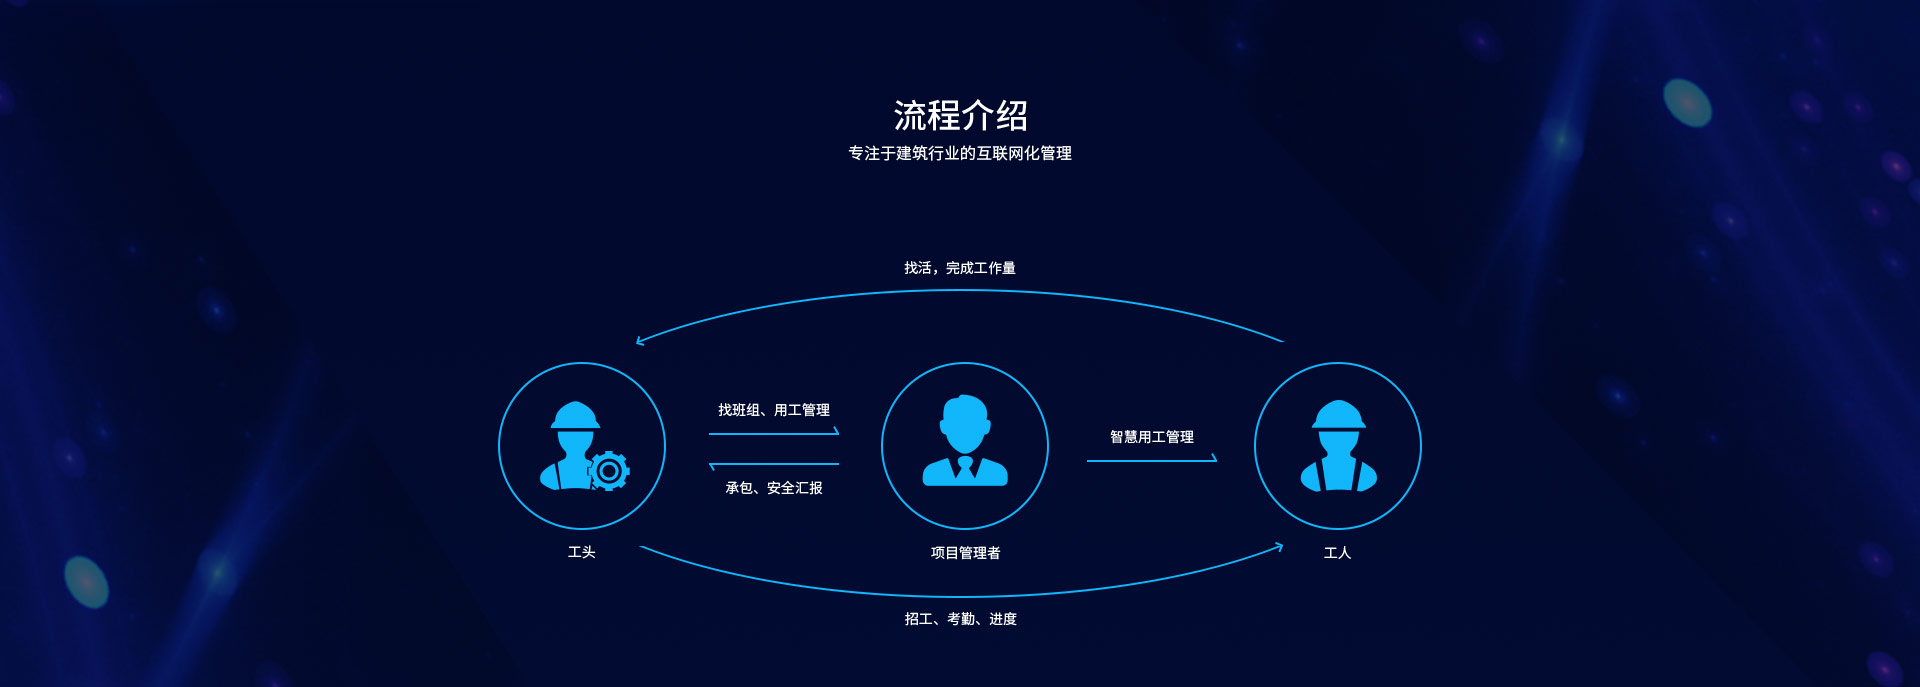 流程介绍
专注于建筑行业的互联网化管理
找活，完成工作量
找班组、用工管理
智慧用工管理
承包、安全汇报
工头
项目管理者
工人
招工、考勤、进度